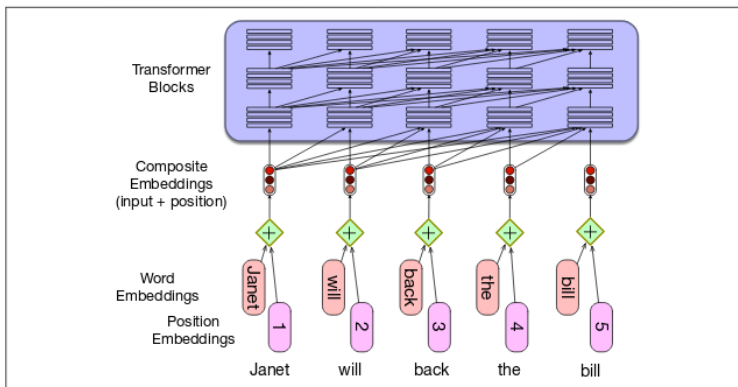 Transformer
Blocks
Composite
Embeddings
(input + position)
Word
Embeddings
Janet
will
back
the
bill
Position
Embeddings
1
2
3
4
5
Janet will back the bill